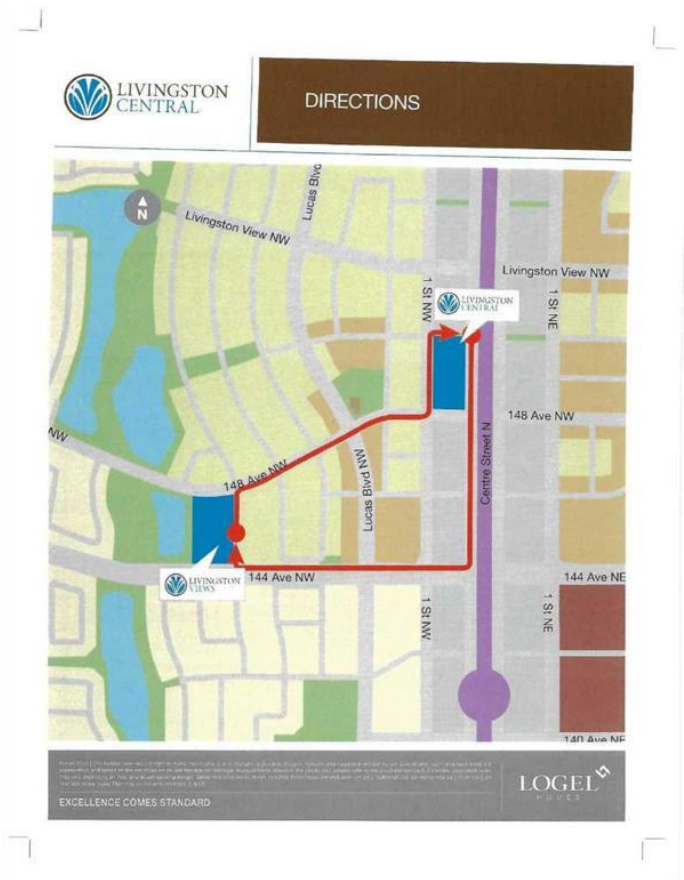 LIVINGSTON
CENTRAL
DIRECTIONS
N
Livingston View NW
Lucas Blvd
Livingston View NW
1 St NW
LIVINGSTON
CENTRAL
1 St NE
148 Ave NW
NW
148 Ave NW
Lucas Blvd NW
Centre Street N
LIVINGSTON
VIEWS
144 Ave NW
144 Ave NE
1 St NW
1 St NE
140 Ave NE
EXCELLENCE COMES STANDARD
LOGEL
HOMES